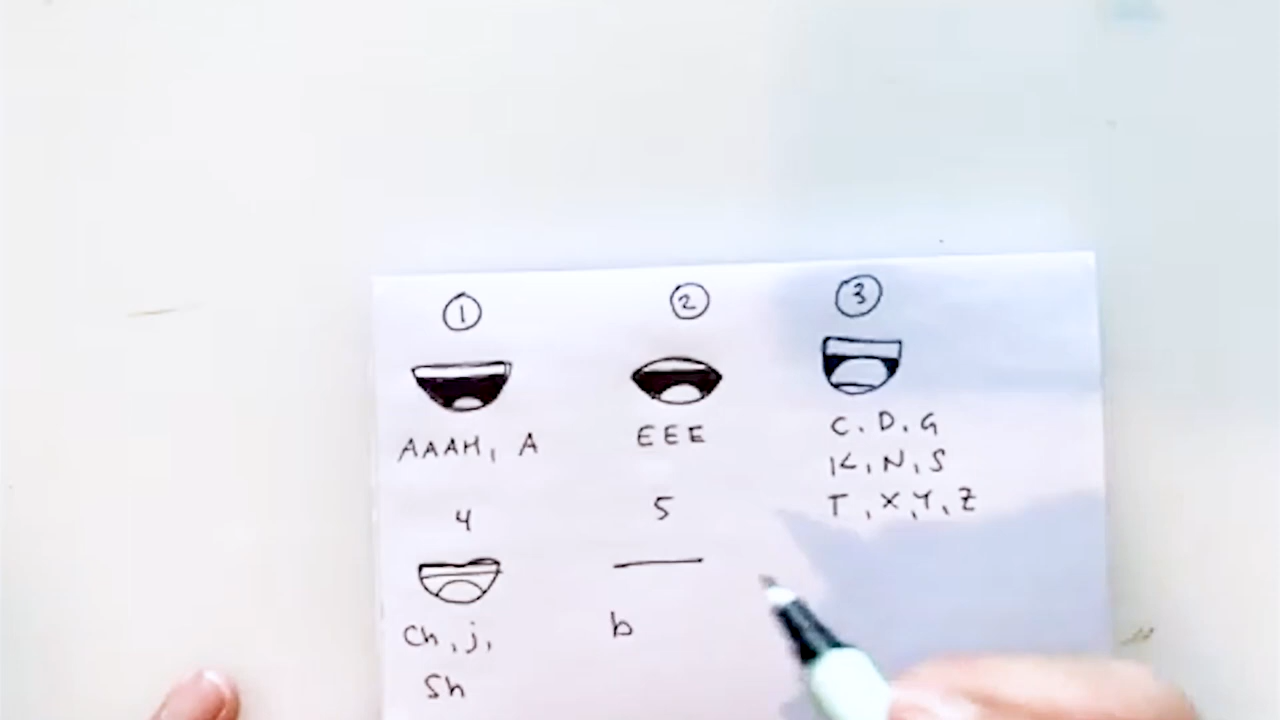 1 2 3
AAAH, A
EEE
C, D, G
K, N, S
T, X, Y, Z
4 5
Ch, j,
Sh
b